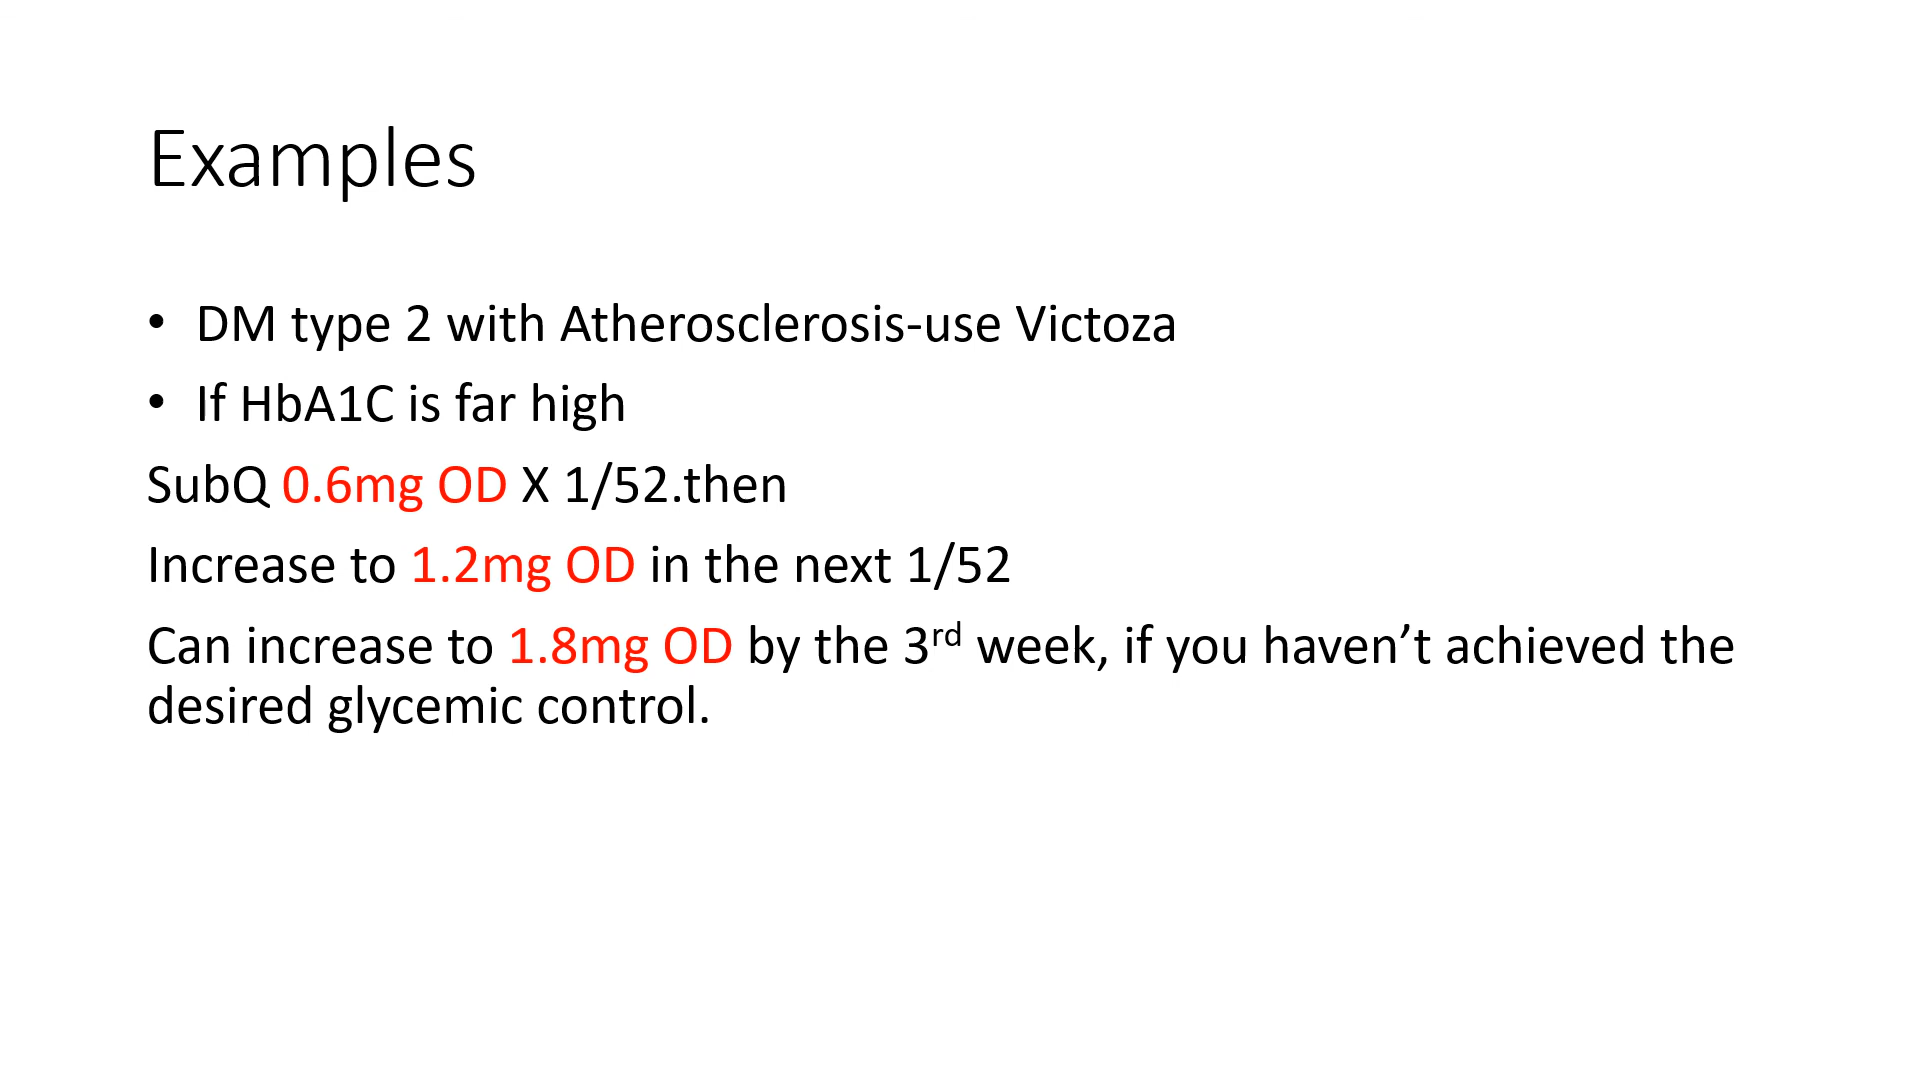 Examples
• DM type 2 with Atherosclerosis-use Victoza
• If HbA1C is far high
SubQ 0.6mg OD X 1/52.then
Increase to 1.2mg OD in the next 1/52
Can increase to 1.8mg OD by the 3rd week, if you haven’t achieved the
desired glycemic control.